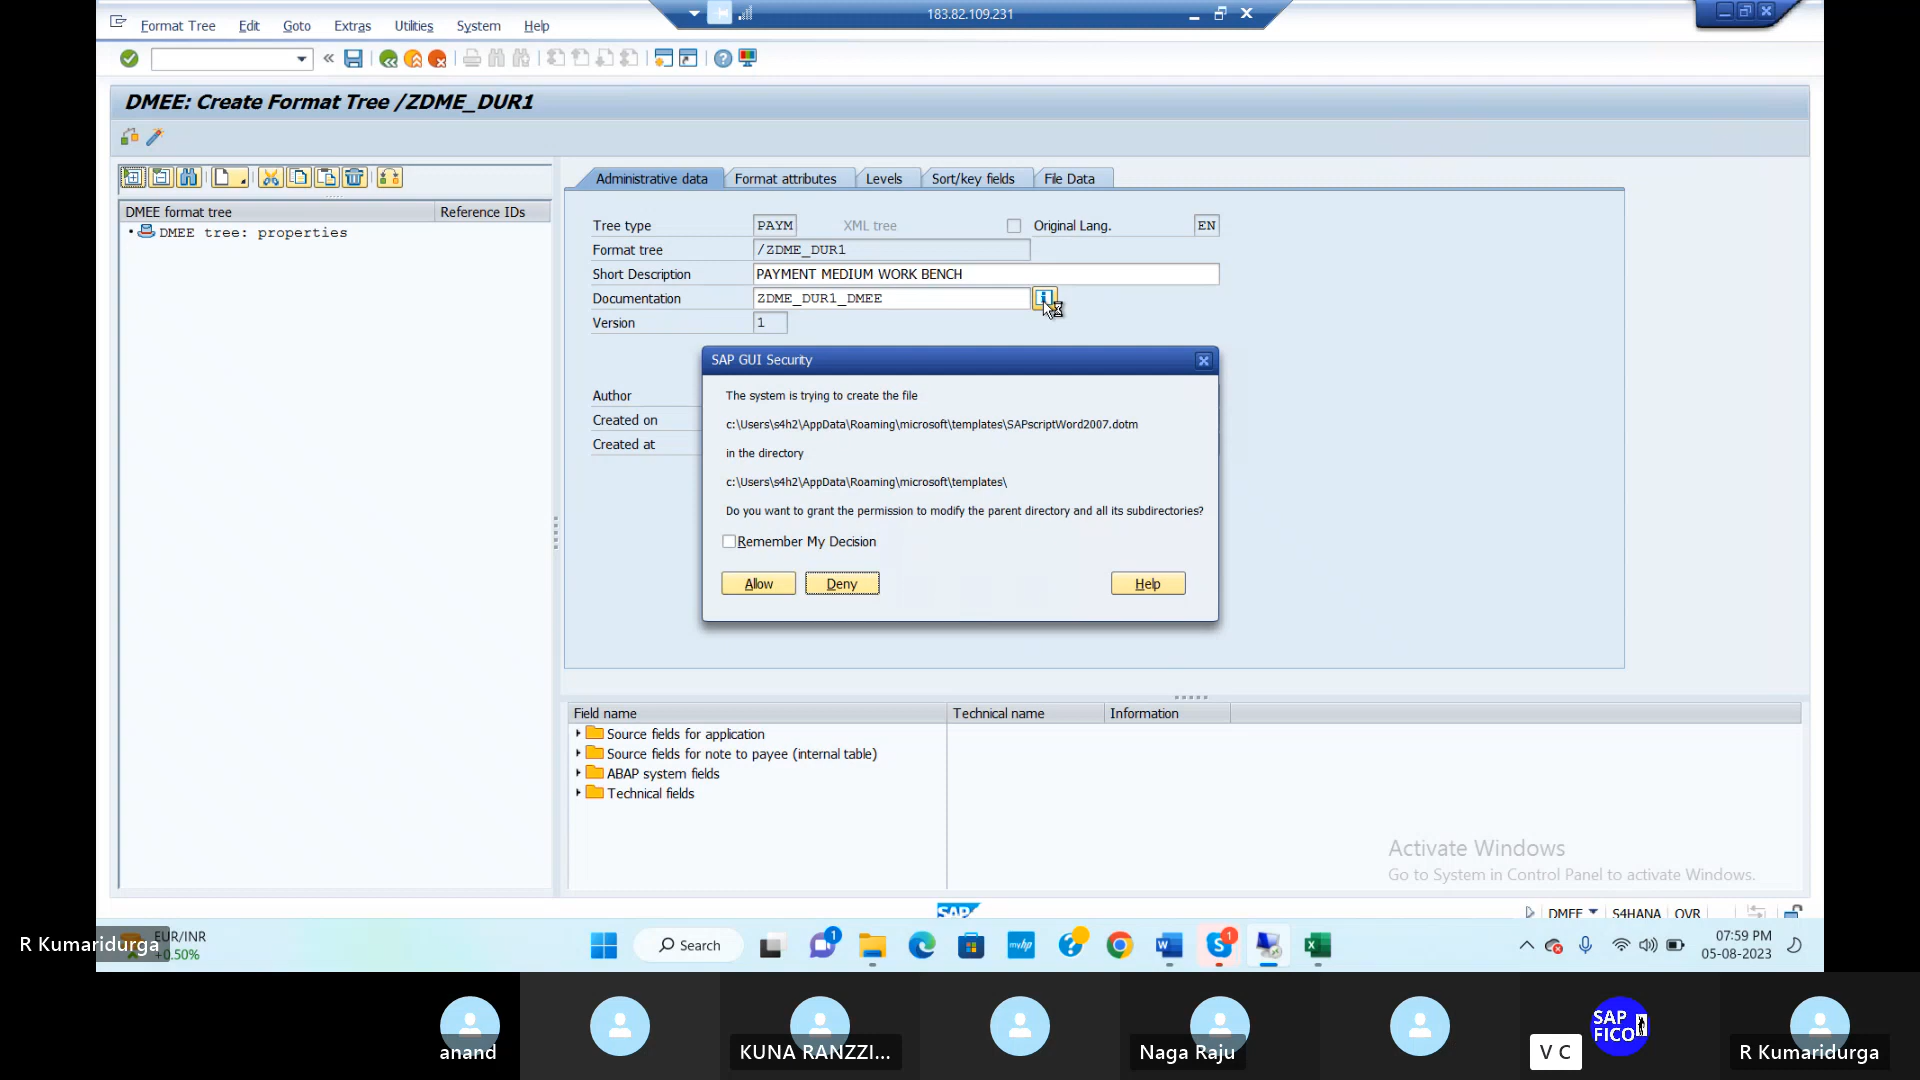 183.82.109.231
Format Tree Edit Goto Extras Utilities System Help
DMEE: Create Format Tree /ZDME_DUR1
Administrative data Format attributes Levels Sort/key fields File Data
DMEE format tree Reference IDs
DMEE tree: properties
Tree type PAYM XML tree Original Lang. EN
Format tree /ZDME_DUR1
Short Description PAYMENT MEDIUM WORK BENCH
Documentation ZDME_DUR1_DMEE
Version 1
Author
Created on
Created at
SAP GUI Security
The system is trying to create the file
c:\Users\s4h2\AppData\Roaming\microsoft\templates\SAPscriptWord2007.dotm
in the directory
c:\Users\s4h2\AppData\Roaming\microsoft\templates\
Do you want to grant the permission to modify the parent directory and all its subdirectories?
Remember My Decision
Allow Deny Help
Field name Technical name Information
Source fields for application
Source fields for note to payee (internal table)
ABAP system fields
Technical fields
Activate Windows
Go to System in Control Panel to activate Windows.
SAP DMEE S4HANA OVR
EUR/INR
+0.50%
R Kumaridurga
Search
1
myhp
1
07:59 PM
05-08-2023
SAP
FICO
anand
KUNA RANZZI...
Naga Raju
V C
R Kumaridurga